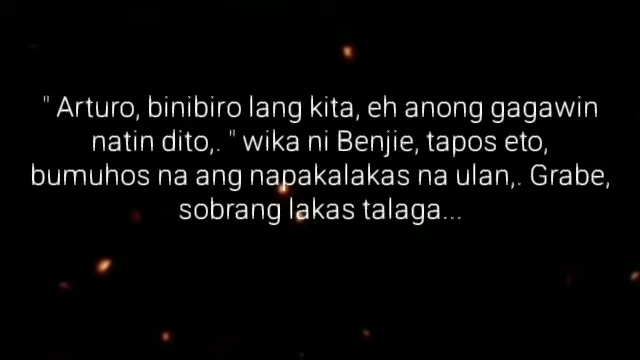 " Arturo, binibiro lang kita, eh anong gagawin
natin dito,. " wika ni Benjie, tapos eto,
bumuhos na ang napakalakas na ulan,. Grabe,
sobrang lakas talaga...